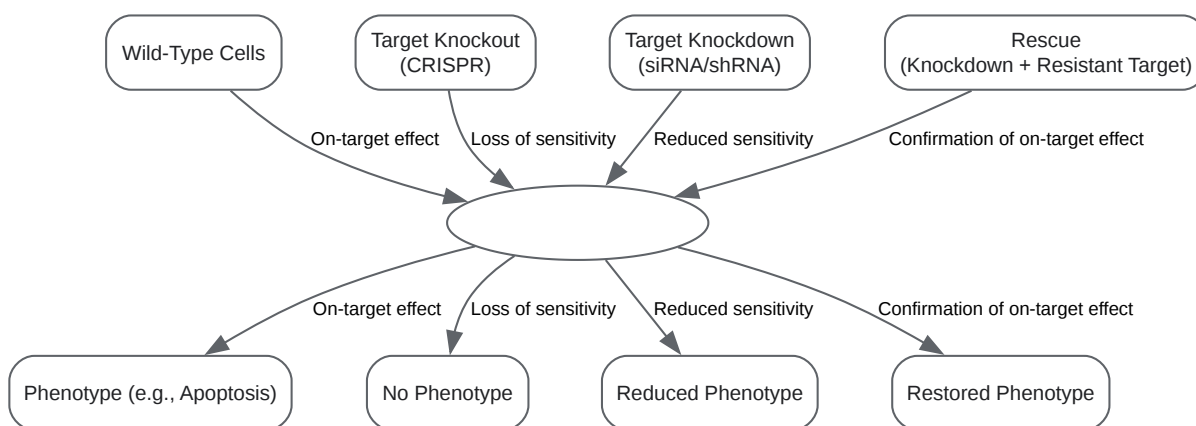 Wild-Type Cells
Target Knockout
(CRISPR)
Target Knockdown
(siRNA/shRNA)
Rescue
(Knockdown + Resistant Target)
On-target effect
Loss of sensitivity
Reduced sensitivity
Confirmation of on-target effect
On-target effect
Loss of sensitivity
Reduced sensitivity
Confirmation of on-target effect
Phenotype (e.g., Apoptosis)
No Phenotype
Reduced Phenotype
Restored Phenotype